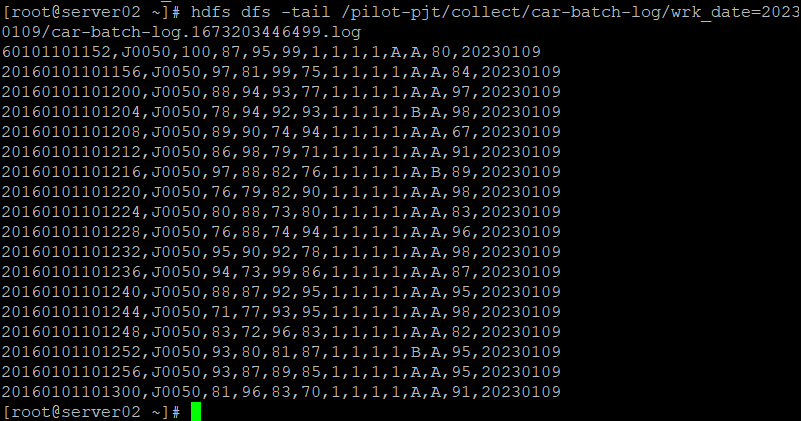 [root@server02 ~]# hdfs dfs -tail /pilot-pjt/collect/car-batch-log/wrk_date=2023
0109/car-batch-log.1673203446499.log
60101101152,J0050,100,87,95,99,1,1,1,1,A,A,80,20230109
20160101101156,J0050,97,81,99,75,1,1,1,1,A,A,84,20230109
20160101101200,J0050,88,94,93,77,1,1,1,1,A,A,97,20230109
20160101101204,J0050,78,94,92,93,1,1,1,1,B,A,98,20230109
20160101101208,J0050,89,90,74,94,1,1,1,1,A,A,67,20230109
20160101101212,J0050,86,98,79,71,1,1,1,1,A,A,91,20230109
20160101101216,J0050,97,88,82,76,1,1,1,1,A,B,89,20230109
20160101101220,J0050,76,79,82,90,1,1,1,1,A,A,98,20230109
20160101101224,J0050,80,88,73,80,1,1,1,1,A,A,83,20230109
20160101101228,J0050,76,88,74,94,1,1,1,1,A,A,96,20230109
20160101101232,J0050,95,90,92,78,1,1,1,1,A,A,98,20230109
20160101101236,J0050,94,73,99,86,1,1,1,1,A,A,87,20230109
20160101101240,J0050,88,87,92,95,1,1,1,1,A,A,95,20230109
20160101101244,J0050,71,77,93,95,1,1,1,1,A,A,98,20230109
20160101101248,J0050,83,72,96,83,1,1,1,1,A,A,82,20230109
20160101101252,J0050,93,80,81,87,1,1,1,1,B,A,95,20230109
20160101101256,J0050,93,87,89,85,1,1,1,1,A,A,95,20230109
20160101101300,J0050,81,96,83,70,1,1,1,1,A,A,91,20230109
[root@server02 ~]#